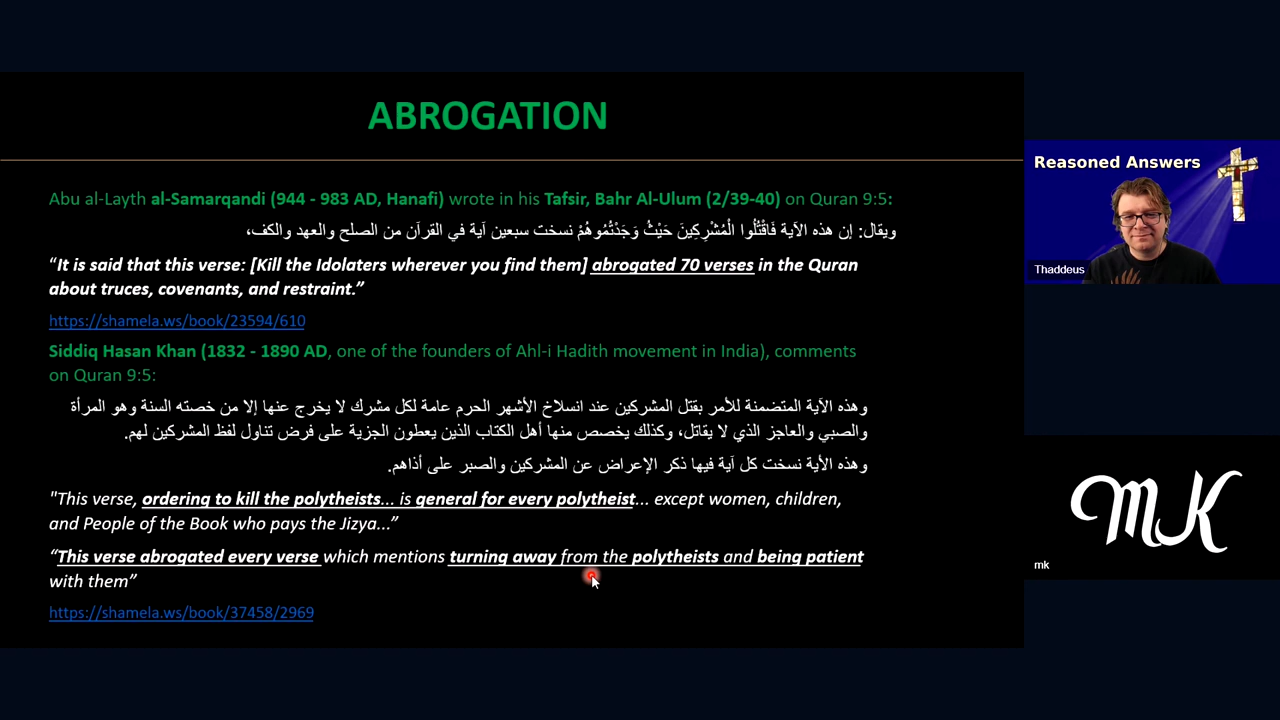 ABROGATION
Abu al-Layth al-Samarqandi (944 - 983 AD, Hanafi) wrote in his Tafsir, Bahr Al-Ulum (2/39-40) on Quran 9:5:
ويقال: إن هذه الآية فَاقْتُلُوا الْمُشْرِكِينَ حَيْثُ وَجَدْتُمُوهُمْ نسخت سبعين آية في القرآن من الصلح والعهد والكف،
“It is said that this verse: [Kill the Idolaters wherever you find them] abrogated 70 verses in the Quran
about truces, covenants, and restraint.”
https://shamela.ws/book/23594/610
Siddiq Hasan Khan (1832 - 1890 AD, one of the founders of Ahl-i Hadith movement in India), comments
on Quran 9:5:
وهذه الآية المتضمنة للأمر بقتل المشركين عند انسلاخ الأشهر الحرم عامة لكل مشرك لا يخرج عنها إلا من خصته السنة وهو المرأة
والصبي والعاجز الذي لا يقاتل، وكذلك يخصص منها أهل الكتاب الذين يعطون الجزية على فرض تناول لفظ المشركين لهم.
وهذه الأية نسخت كل آية فيها ذكر الإعراض عن المشركين والصبر على أذاهم.
"This verse, ordering to kill the polytheists... is general for every polytheist... except women, children,
and People of the Book who pays the Jizya...”
“This verse abrogated every verse which mentions turning away from the polytheists and being patient
with them”
https://shamela.ws/book/37458/2969
Reasoned Answers
Thaddeus
MK
mk